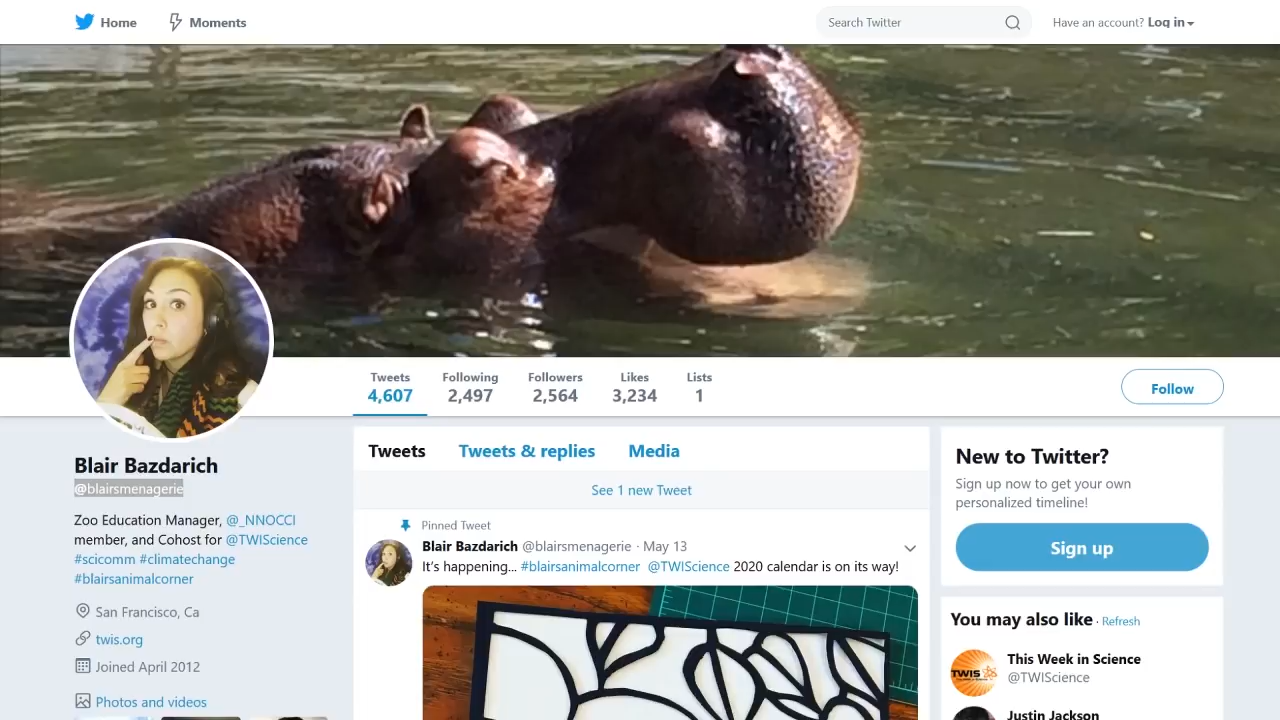 Home
Moments
Search Twitter
Have an account? Log in
Tweets
4,607
Following
2,497
Followers
2,564
Likes
3,234
Lists
1
Follow
Blair Bazdarich
@blairsmenagerie
Zoo Education Manager, @_NNOCCI
member, and Cohost for @TWIScience
#scicomm #climatechange
#blairsanimalcorner
San Francisco, Ca
twis.org
Joined April 2012
Photos and videos
Tweets
Tweets & replies
Media
See 1 new Tweet
Pinned Tweet
Blair Bazdarich @blairsmenagerie · May 13
It's happening... #blairsanimalcorner @TWIScience 2020 calendar is on its way!
New to Twitter?
Sign up now to get your own
personalized timeline!
Sign up
You may also like · Refresh
TWIS
This Week in Science
@TWIScience
Justin Jackson